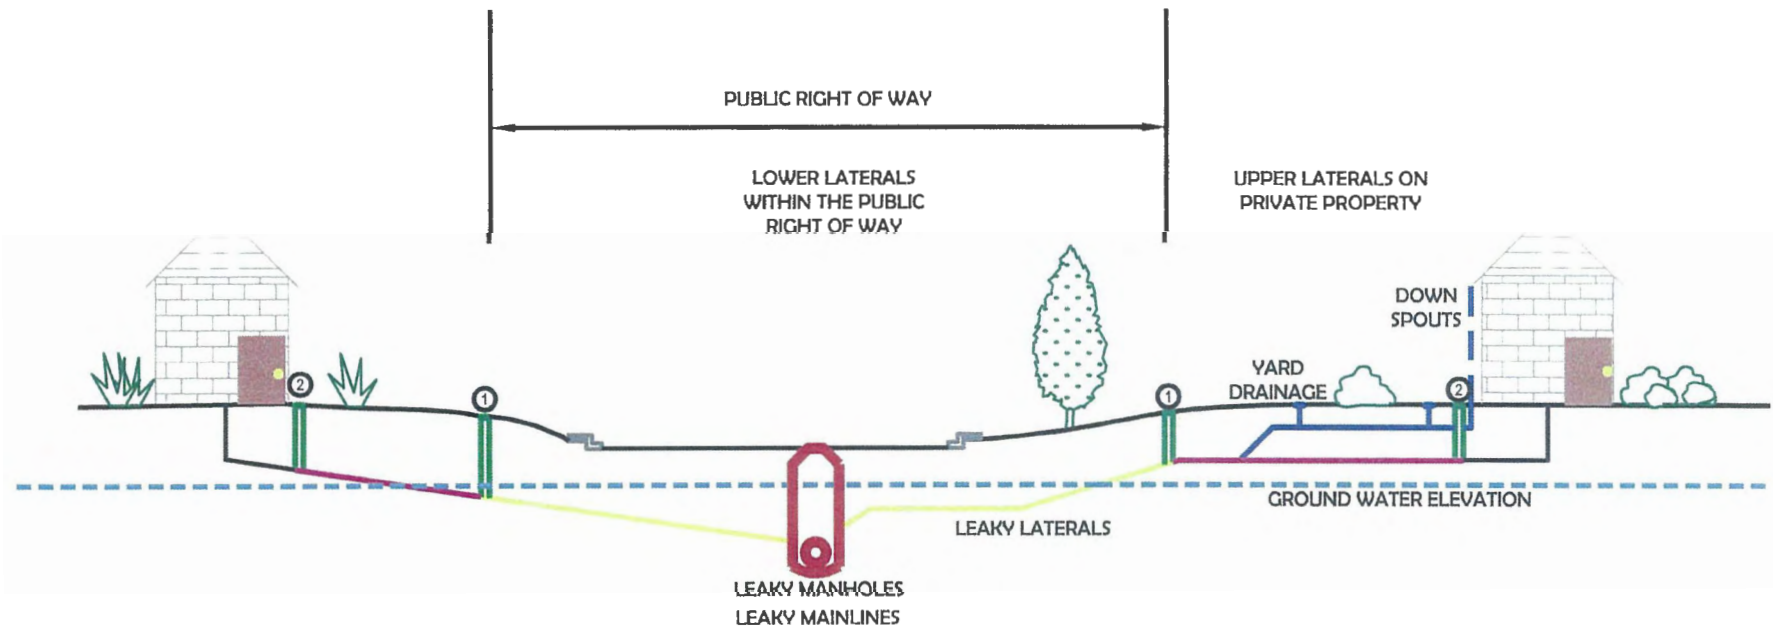 PUBLIC RIGHT OF WAY
LOWER LATERALS
WITHIN THE PUBLIC
RIGHT OF WAY
UPPER LATERALS ON
PRIVATE PROPERTY
DOWN
SPOUTS
YARD
DRAINAGE
2
1
1
2
GROUND WATER ELEVATION
LEAKY LATERALS
LEAKY MANHOLES
LEAKY MAINLINES